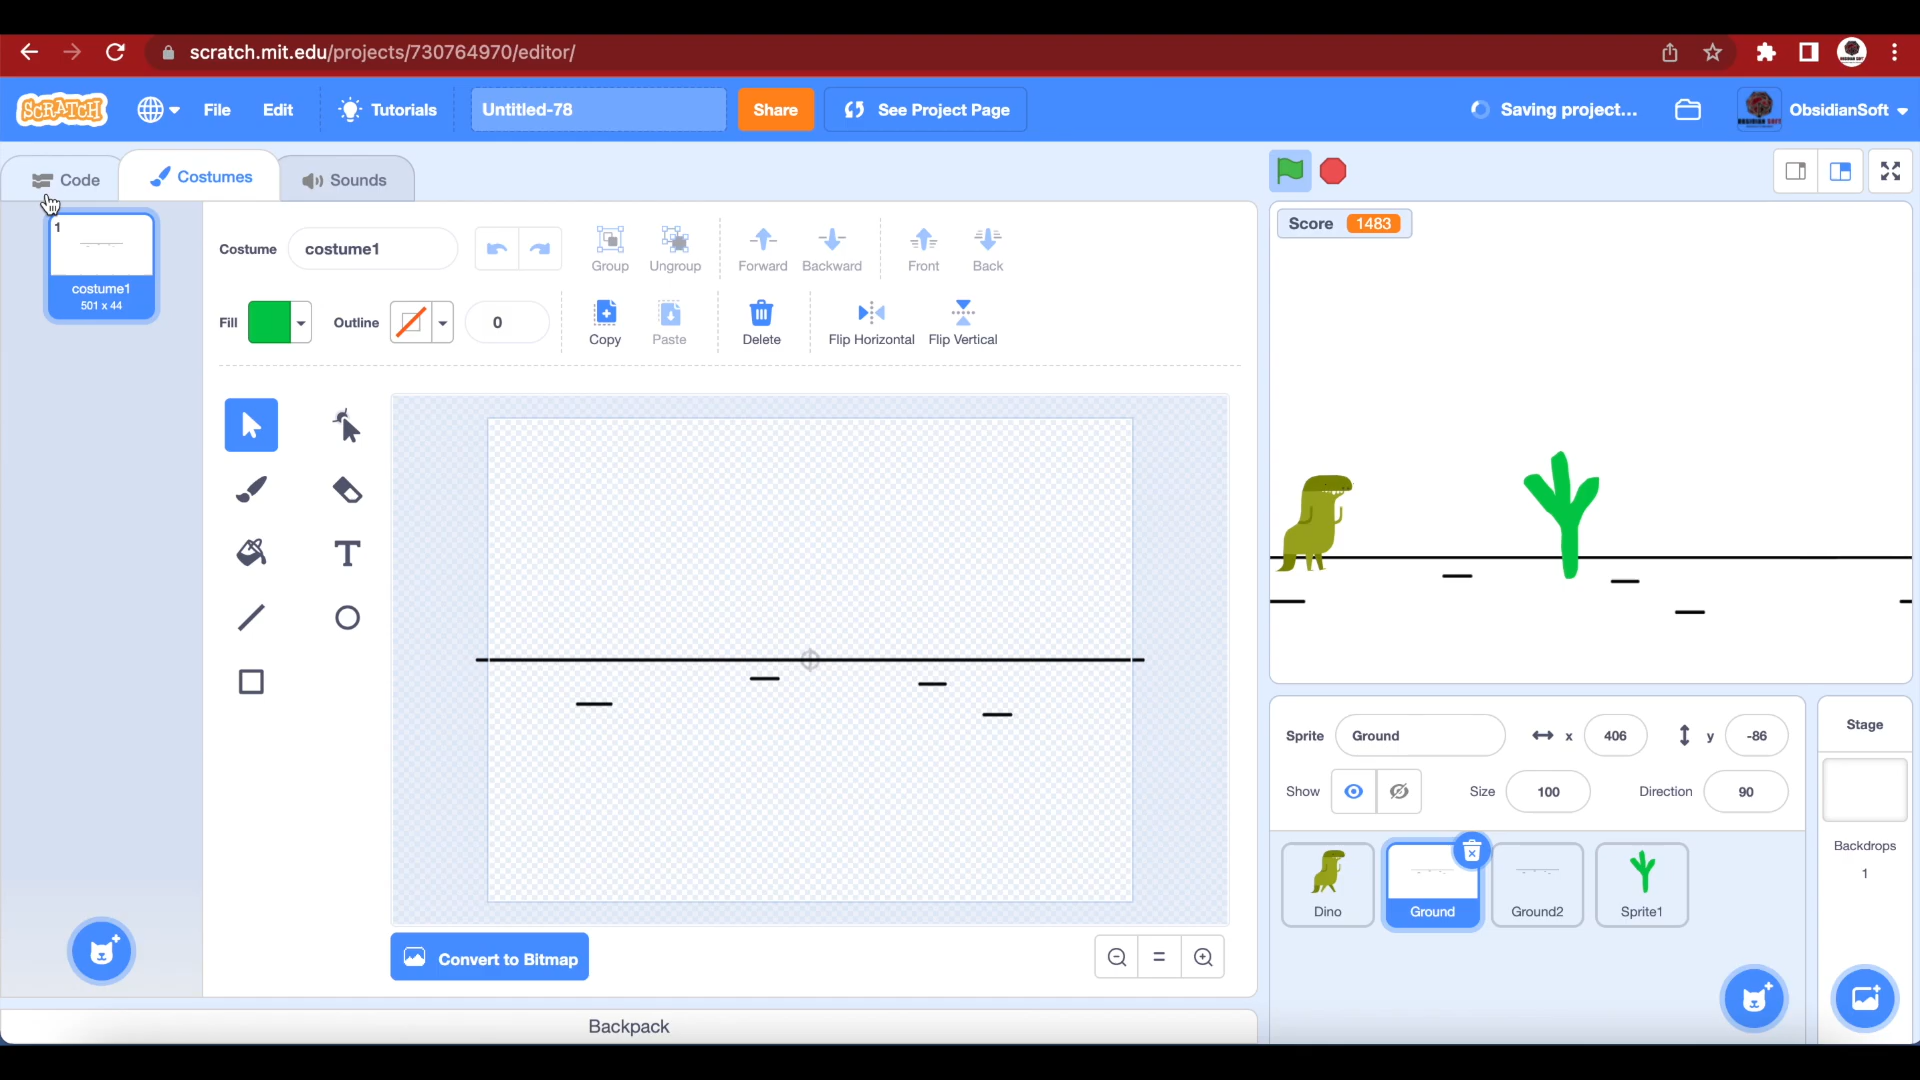 scratch.mit.edu/projects/730764970/editor/
SCRATCH File Edit Tutorials Untitled-78 Share See Project Page Saving project... ObsidianSoft
Code Costumes Sounds
Score 1483
1
costume1
501 x 44
Costume costume1
Group Ungroup Forward Backward Front Back
Fill Outline 0
Copy Paste Delete Flip Horizontal Flip Vertical
T
Convert to Bitmap
Backpack
Sprite Ground x 406 y -86
Show Size 100 Direction 90
Dino Ground Ground2 Sprite1
Stage
Backdrops
1